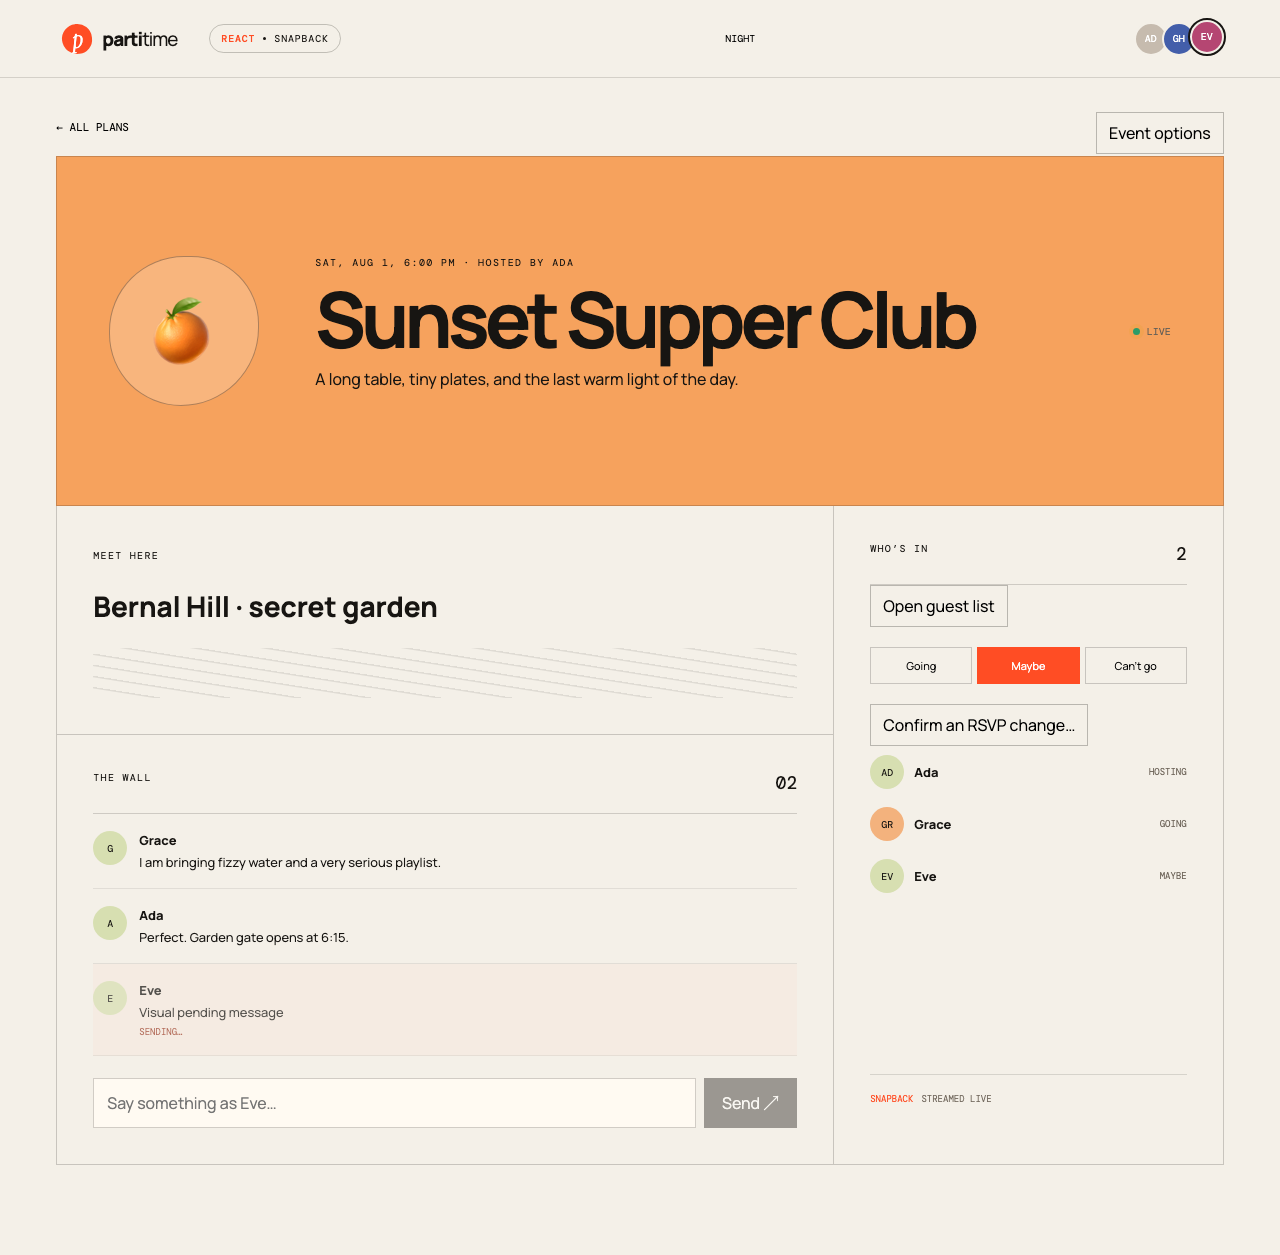 p partitime
REACT • SNAPBACK
NIGHT
AD GH EV
← ALL PLANS
Event options
SAT, AUG 1, 6:00 PM · HOSTED BY ADA
Sunset Supper Club
A long table, tiny plates, and the last warm light of the day.
LIVE
MEET HERE
Bernal Hill · secret garden
THE WALL 02
G Grace
I am bringing fizzy water and a very serious playlist.
A Ada
Perfect. Garden gate opens at 6:15.
E Eve
Visual pending message
SENDING…
Say something as Eve…
Send ↗
WHO'S IN 2
Open guest list
Going Maybe Can't go
Confirm an RSVP change…
AD Ada HOSTING
GR Grace GOING
EV Eve MAYBE
SNAPBACK STREAMED LIVE